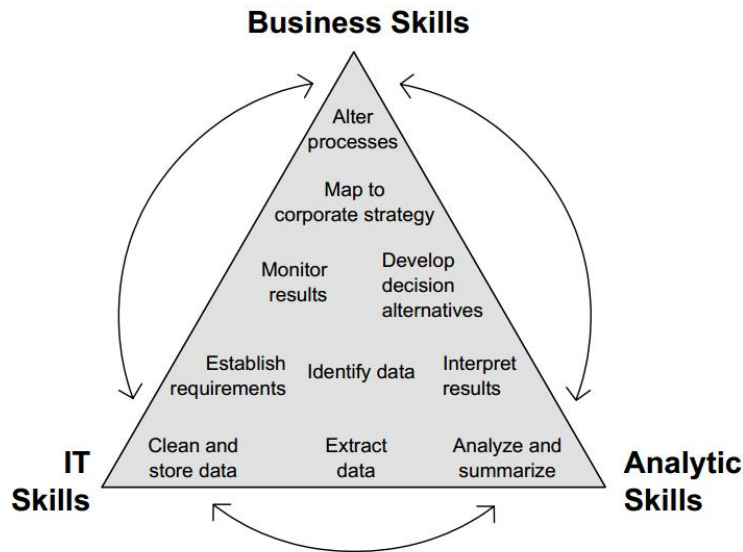 Business Skills
Alter
processes
Map to
corporate strategy
Monitor
results
Develop
decision
alternatives
Establish
requirements
Identify data
Interpret
results
Clean and
store data
Extract
data
Analyze and
summarize
IT
Skills
Analytic
Skills